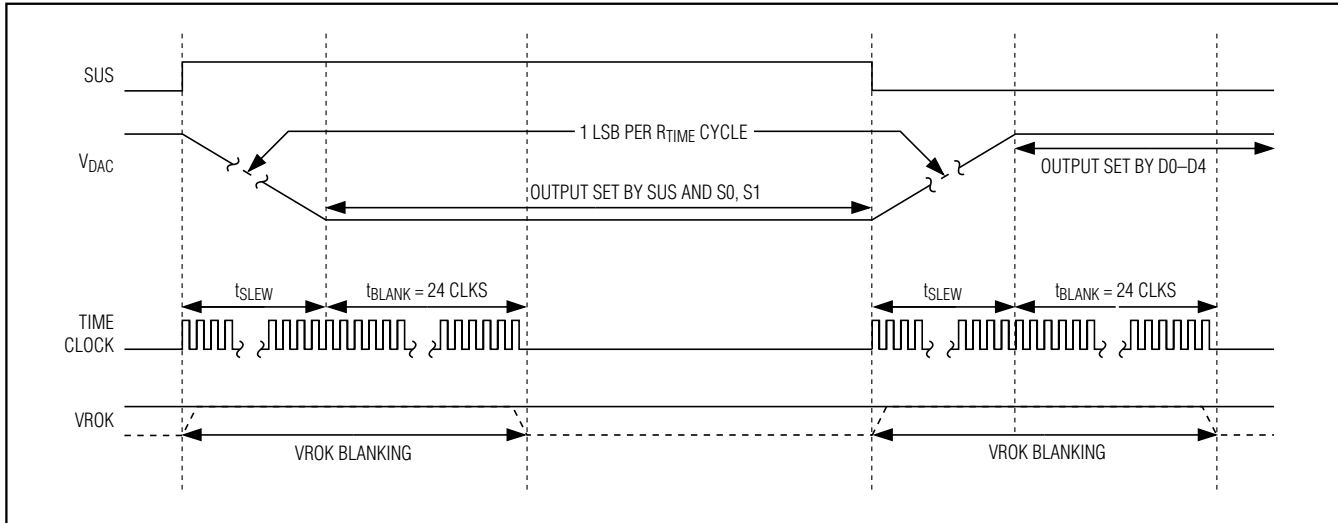 SUS
VDAC
1 LSB PER RTIME CYCLE
OUTPUT SET BY D0–D4
OUTPUT SET BY SUS AND S0, S1
tSLEW
tBLANK = 24 CLKS
tSLEW
tBLANK = 24 CLKS
TIME
CLOCK
VROK
VROK BLANKING
VROK BLANKING